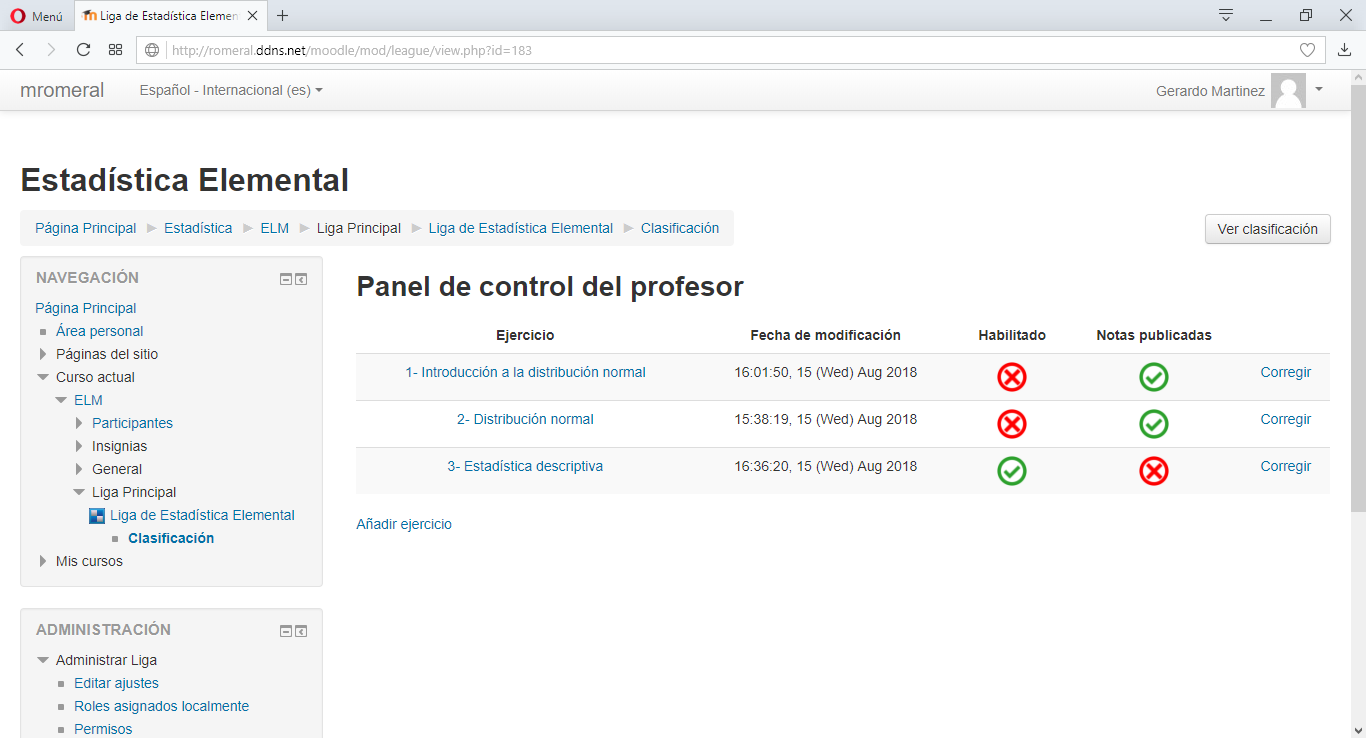 Menú
Liga de Estadística Elemen
http://romeral.ddns.net/moodle/mod/league/view.php?id=183
mromeral
Español - Internacional (es)
Gerardo Martinez
Estadística Elemental
Página Principal Estadística ELM Liga Principal Liga de Estadística Elemental Clasificación
Ver clasificación
NAVEGACIÓN
Página Principal
Área personal
Páginas del sitio
Curso actual
ELM
Participantes
Insignias
General
Liga Principal
Liga de Estadística Elemental
Clasificación
Mis cursos
ADMINISTRACIÓN
Administrar Liga
Editar ajustes
Roles asignados localmente
Permisos
Panel de control del profesor
Ejercicio Fecha de modificación Habilitado Notas publicadas
1- Introducción a la distribución normal 16:01:50, 15 (Wed) Aug 2018 Corregir
2- Distribución normal 15:38:19, 15 (Wed) Aug 2018 Corregir
3- Estadística descriptiva 16:36:20, 15 (Wed) Aug 2018 Corregir
Añadir ejercicio